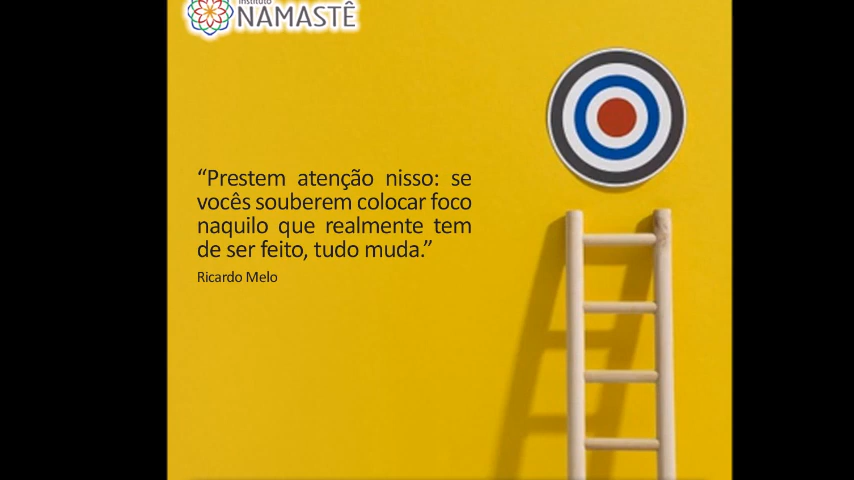 Instituto
NAMASTÊ
“Prestem atenção nisso: se
vocês souberem colocar foco
naquilo que realmente tem
de ser feito, tudo muda.”
Ricardo Melo